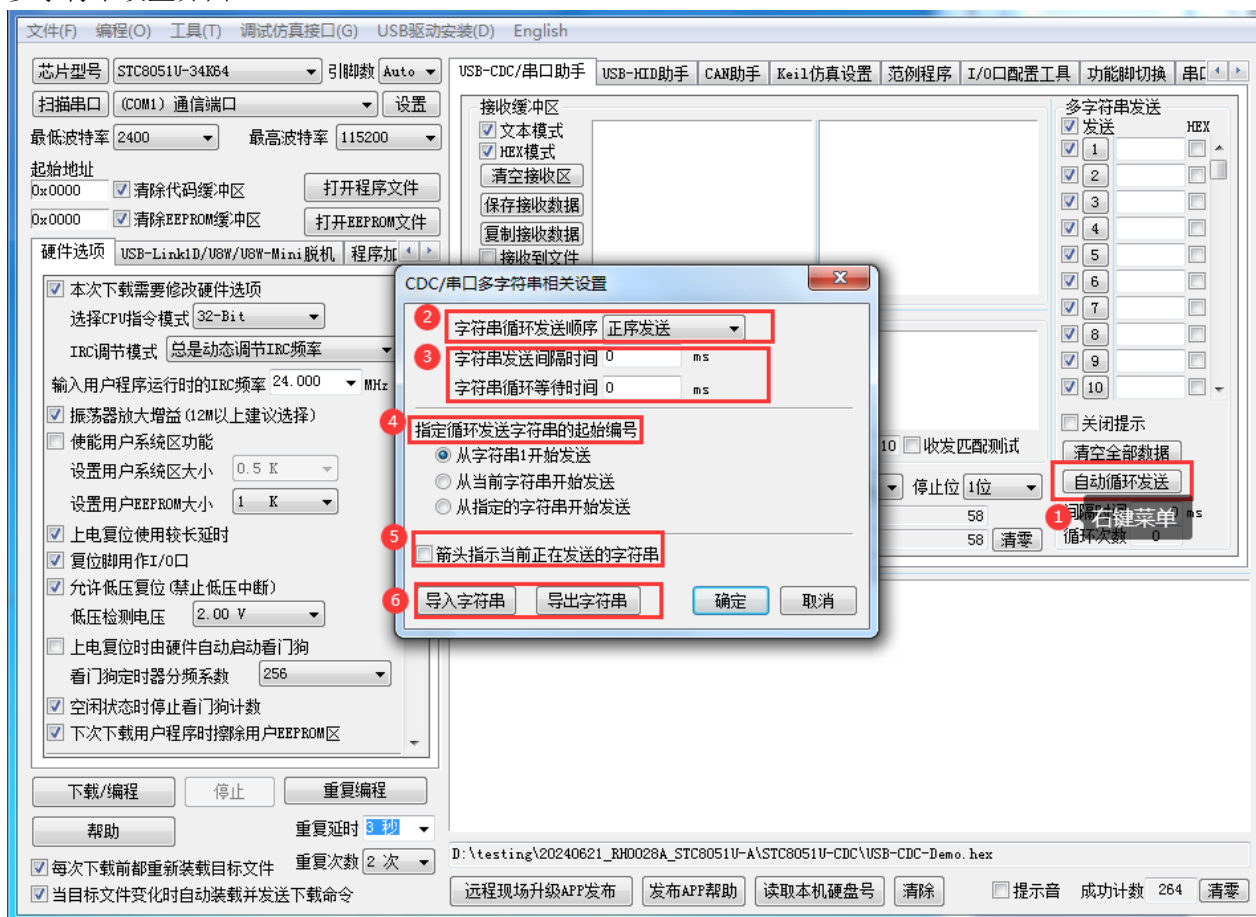 文件(F) 编程(O) 工具(T) 调试仿真接口(G) USB驱动安装(D) English
芯片型号 STC8051U-34K64 引脚数 Auto
扫描串口 (COM1) 通信端口 设置
最低波特率 2400 最高波特率 115200
起始地址
0x0000 清除代码缓冲区 打开程序文件
0x0000 清除EEPROM缓冲区 打开EEPROM文件
硬件选项 USB-Link1D/U8W/U8W-Mini脱机 程序加
本次下载需要修改硬件选项
选择CPU指令模式 32-Bit
IRC调节模式 总是动态调节IRC频率
输入用户程序运行时的IRC频率 24.000 MHz
振荡器放大增益(12M以上建议选择)
使能用户系统区功能
设置用户系统区大小 0.5 K
设置用户EEPROM大小 1 K
上电复位使用较长延时
复位脚用作I/O口
允许低压复位(禁止低压中断)
低压检测电压 2.00 V
上电复位时由硬件自动启动看门狗
看门狗定时器分频系数 256
空闲状态时停止看门狗计数
下次下载用户程序时擦除用户EEPROM区
下载/编程 停止 重复编程
帮助 重复延时 3 秒
每次下载前都重新装载目标文件 重复次数 2 次
当目标文件变化时自动装载并发送下载命令
USB-CDC/串口助手 USB-HID助手 CAN助手 Keil仿真设置 范例程序 I/O口配置工具 功能脚切换
接收缓冲区
文本模式
HEX模式
清空接收区
保存接收数据
复制接收数据
接收到文件
多字符串发送
发送 HEX
1
2
3
4
5
6
7
8
9
10
关闭提示
清空全部数据
自动循环发送
1 右键菜单
ms
循环次数 0
10 收发匹配测试
停止位 1位
58
58 清零
CDC/串口多字符串相关设置
2 字符串循环发送顺序 正序发送
3 字符串发送间隔时间 0 ms
字符串循环等待时间 0 ms
4 指定循环发送字符串的起始编号
从字符串1开始发送
从当前字符串开始发送
从指定的字符串开始发送
5 箭头指示当前正在发送的字符串
6 导入字符串 导出字符串 确定 取消
D:\testing\20240621_RH0028A_STC8051U-A\STC8051U-CDC\USB-CDC-Demo.hex
远程现场升级APP发布 发布APP帮助 读取本机硬盘号 清除 提示音 成功计数 264 清零